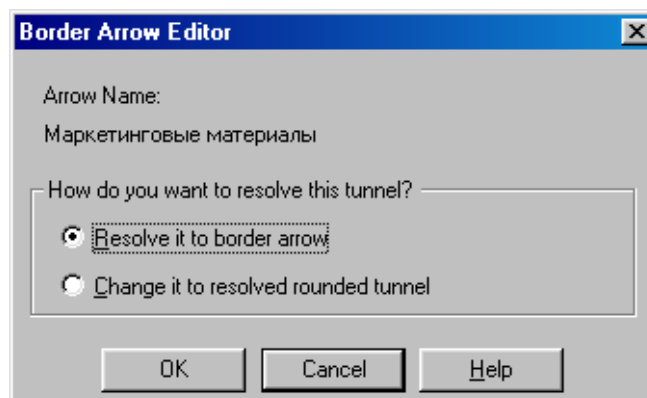 Border Arrow Editor
Arrow Name:
Маркетинговые материалы
How do you want to resolve this tunnel?
Resolve it to border arrow
Change it to resolved rounded tunnel
OK Cancel Help